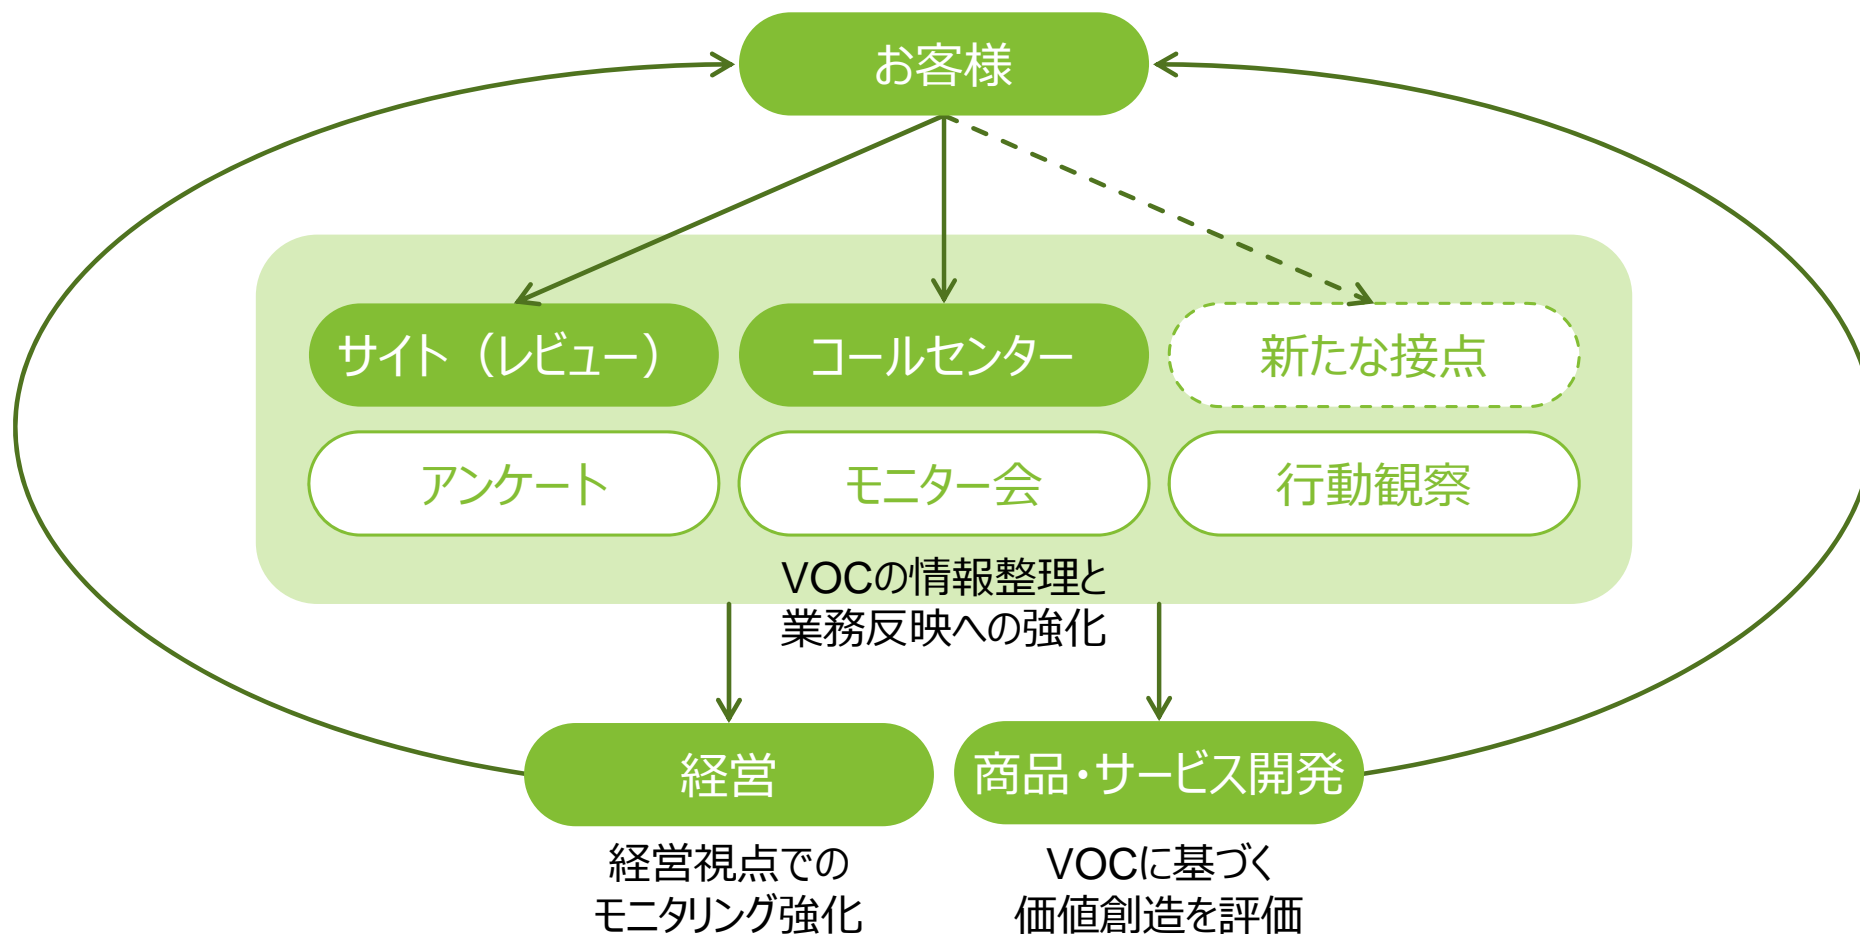 お客様
サイト（レビュー）
コールセンター
新たな接点
アンケート
モニター会
行動観察
VOCの情報整理と
業務反映への強化
経営
商品・サービス開発
経営視点での
モニタリング強化
VOCに基づく
価値創造を評価